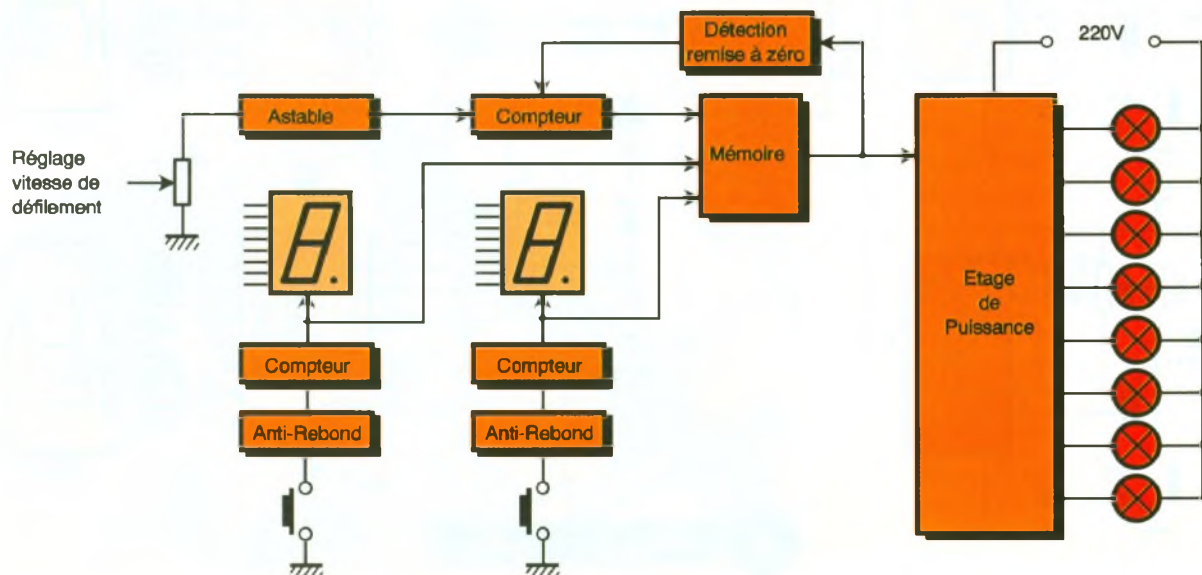 Détection
remise à zéro
220V
Astable
Compteur
Réglage
vitesse de
défilement
Mémoire
Etage
de
Puissance
Compteur
Compteur
Anti-Rebond
Anti-Rebond